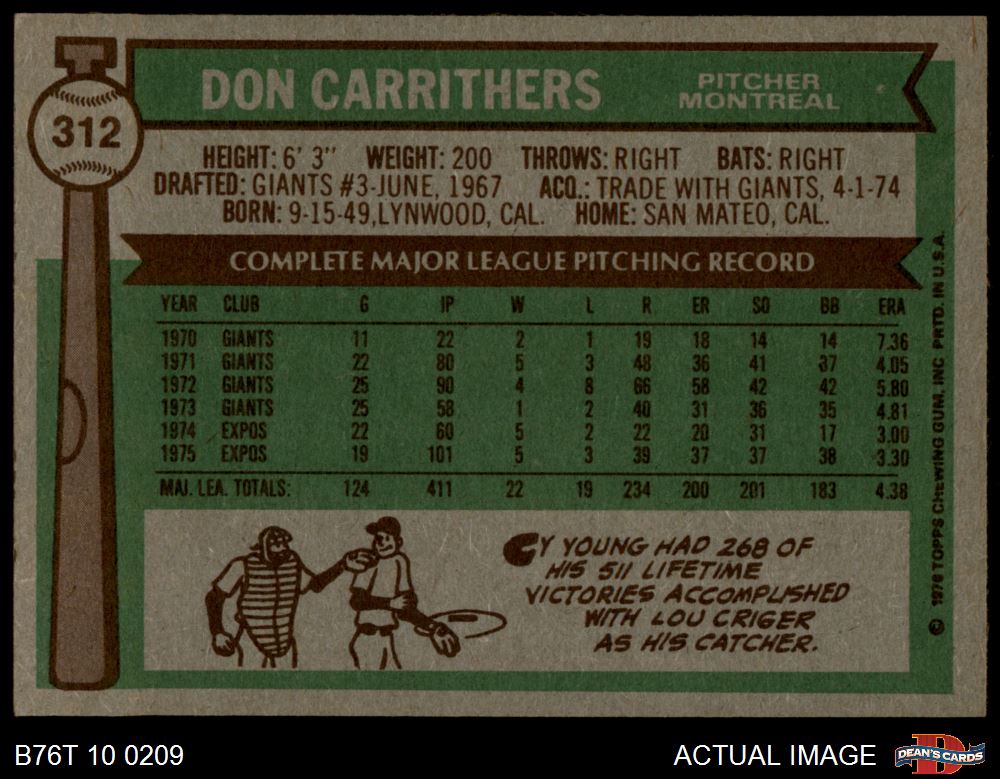 312
DON CARRITHERS
PITCHER
MONTREAL
HEIGHT: 6' 3" WEIGHT: 200 THROWS: RIGHT BATS: RIGHT
DRAFTED: GIANTS #3-JUNE, 1967 ACQ.: TRADE WITH GIANTS, 4-1-74
BORN: 9-15-49, LYNWOOD, CAL. HOME: SAN MATEO, CAL.
COMPLETE MAJOR LEAGUE PITCHING RECORD
YEAR CLUB G IP W L R ER SO BB ERA
1970 GIANTS 11 22 2 1 19 18 14 14 7.36
1971 GIANTS 22 80 5 3 48 36 41 37 4.05
1972 GIANTS 25 90 4 8 66 58 42 42 5.80
1973 GIANTS 25 58 1 2 40 31 36 35 4.81
1974 EXPOS 22 60 5 2 22 20 31 17 3.00
1975 EXPOS 19 101 5 3 39 37 37 38 3.30
MAJ. LEA. TOTALS: 124 411 22 19 234 200 201 183 4.38
CY YOUNG HAD 268 OF
HIS 511 LIFETIME
VICTORIES ACCOMPLISHED
WITH LOU CRIGER
AS HIS CATCHER.
© 1976 TOPPS CHEWING GUM, INC PRTD. IN U.S.A.
B76T 10 0209
ACTUAL IMAGE
DEAN'S CARDS